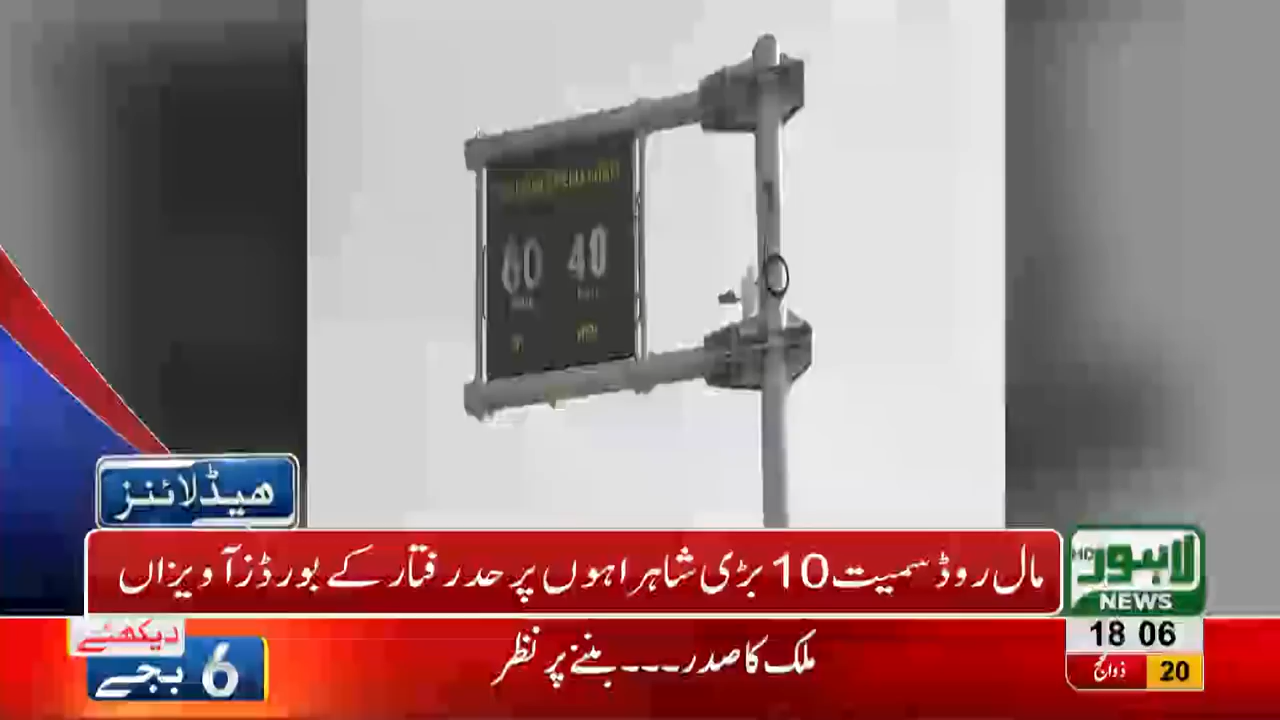 60 40
ھیڈلائنز
مال روڈ سمیت 10 بڑی شاہراہوں پر حد رفتار کے بورڈز آویزاں
HD لاہور
NEWS
18 06
20 ذوالحج
دیکھئے
6 بجے
ملک کا صدر۔۔۔ بننے پر نظر